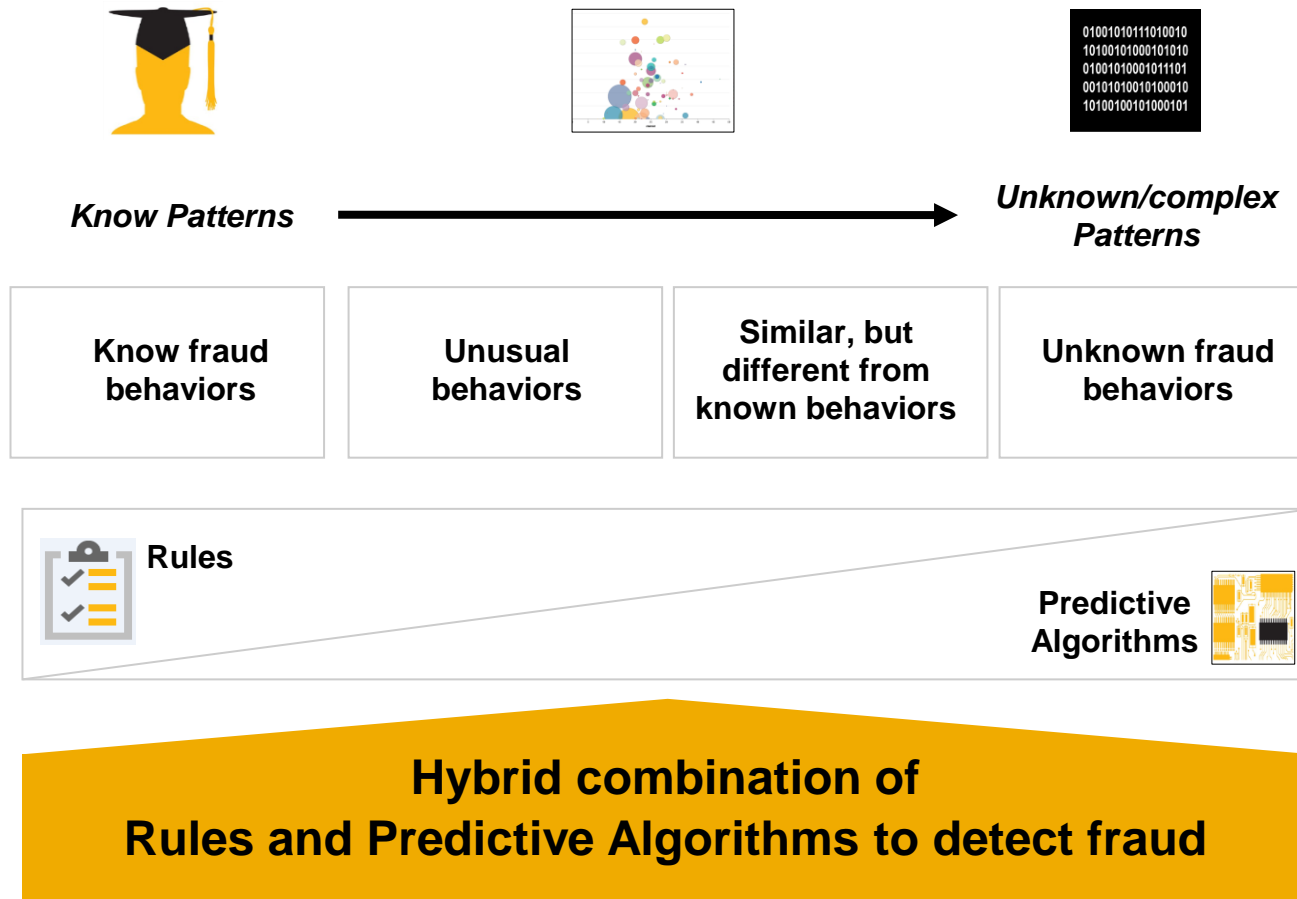 01001010111010010
10100101000101010
01001010001011101
00101010010100010
10100100101000101
Know Patterns
Unknown/complex
Patterns
Know fraud
behaviors
Unusual
behaviors
Similar, but
different from
known behaviors
Unknown fraud
behaviors
Rules
Predictive
Algorithms
Hybrid combination of
Rules and Predictive Algorithms to detect fraud